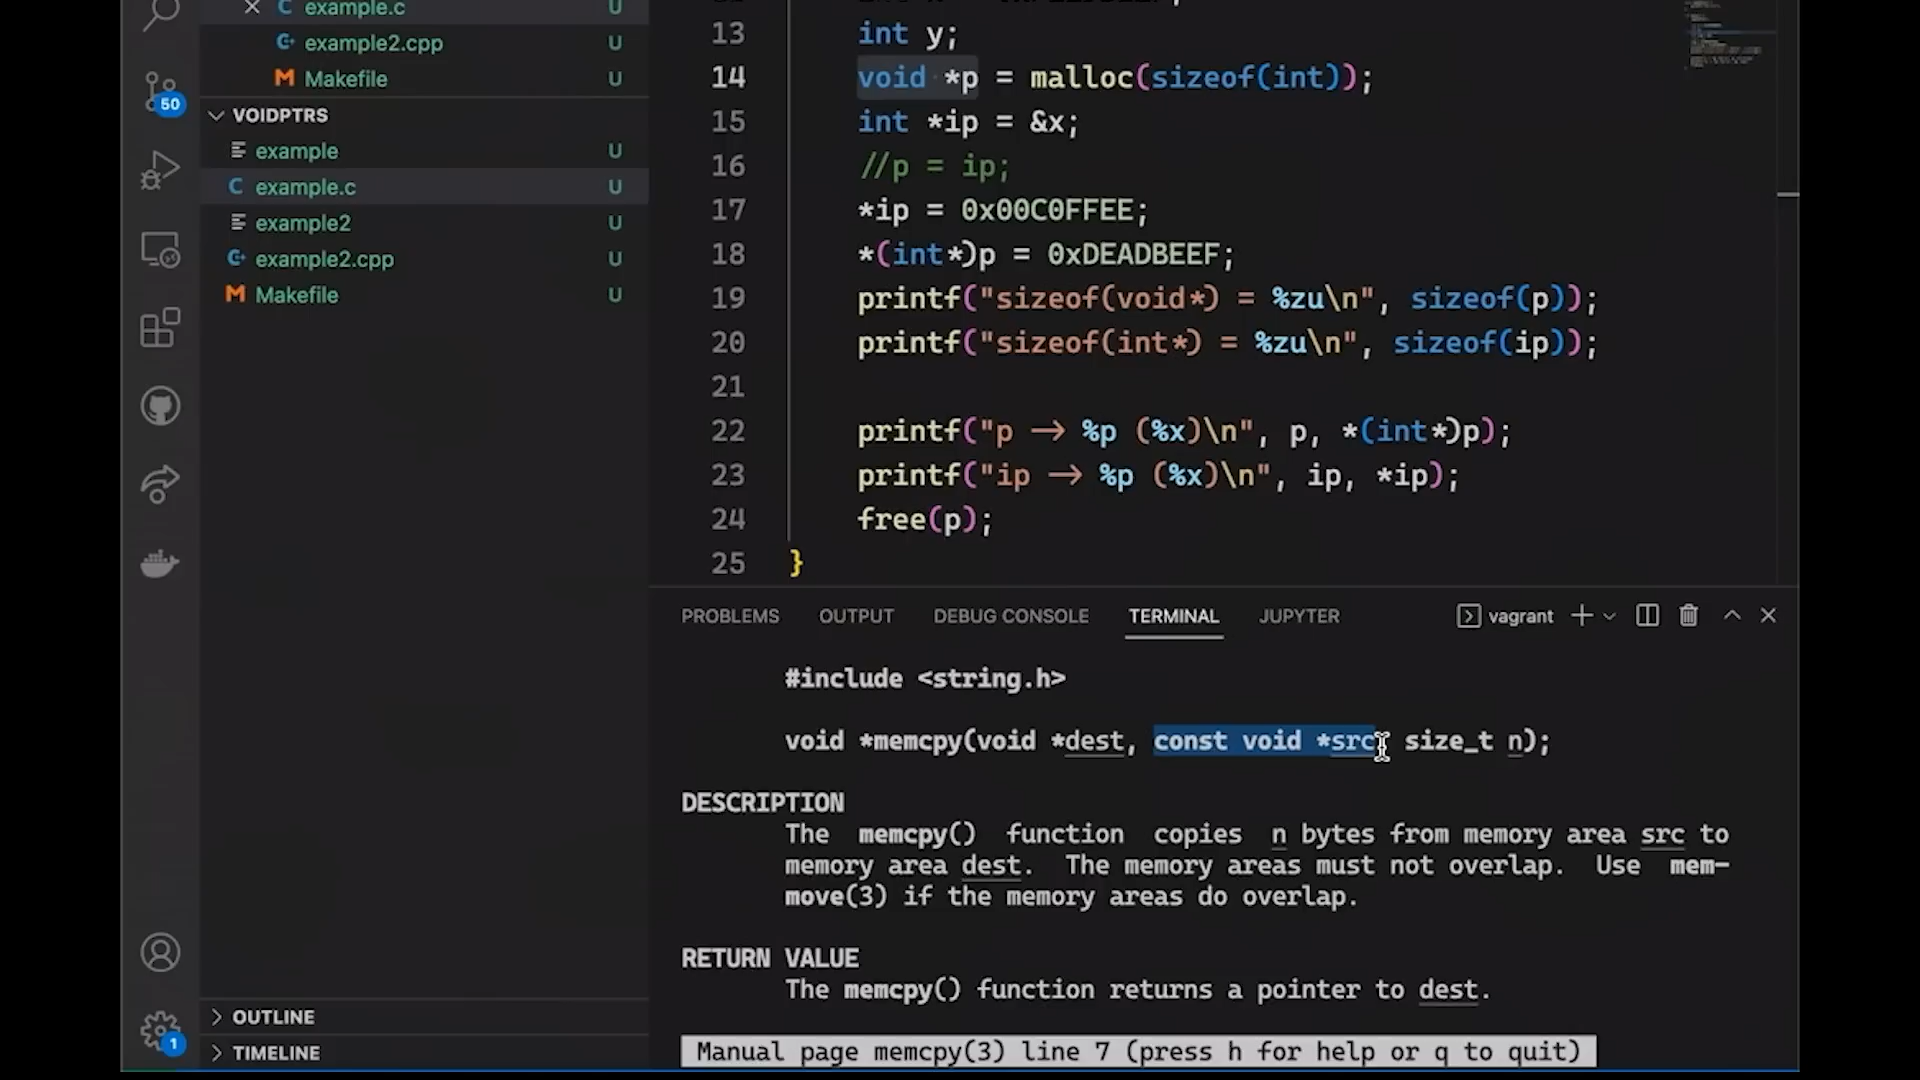 example.c U
example2.cpp U
Makefile U
50
VOIDPTRS
example U
example.c U
example2 U
example2.cpp U
Makefile U
OUTLINE
1
TIMELINE
13 int y;
14 void *p = malloc(sizeof(int));
15 int *ip = &x;
16 //p = ip;
17 *ip = 0x00C0FFEE;
18 *(int*)p = 0xDEADBEEF;
19 printf("sizeof(void*) = %zu\n", sizeof(p));
20 printf("sizeof(int*) = %zu\n", sizeof(ip));
21
22 printf("p -> %p (%x)\n", p, *(int*)p);
23 printf("ip -> %p (%x)\n", ip, *ip);
24 free(p);
25 }
PROBLEMS OUTPUT DEBUG CONSOLE TERMINAL JUPYTER vagrant
#include <string.h>
void *memcpy(void *dest, const void *src, size_t n);
DESCRIPTION
The memcpy() function copies n bytes from memory area src to
memory area dest. The memory areas must not overlap. Use mem-
move(3) if the memory areas do overlap.
RETURN VALUE
The memcpy() function returns a pointer to dest.
Manual page memcpy(3) line 7 (press h for help or q to quit)